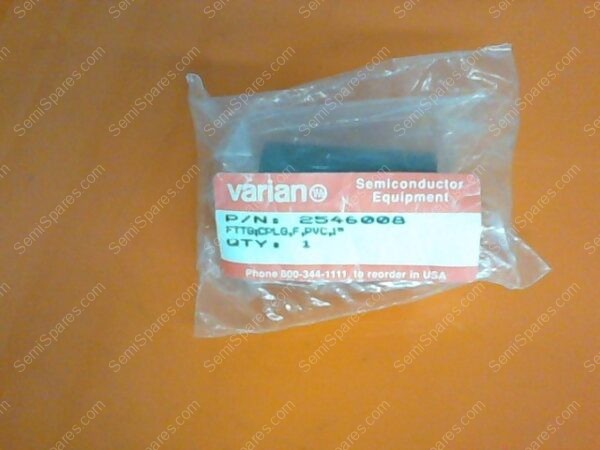 varian
Semiconductor
Equipment
P/N: 2546008
FTTG,CPLG,F,PVC,1"
QTY: 1
Phone 800-344-1111 to reorder in USA
SemiSpares.com